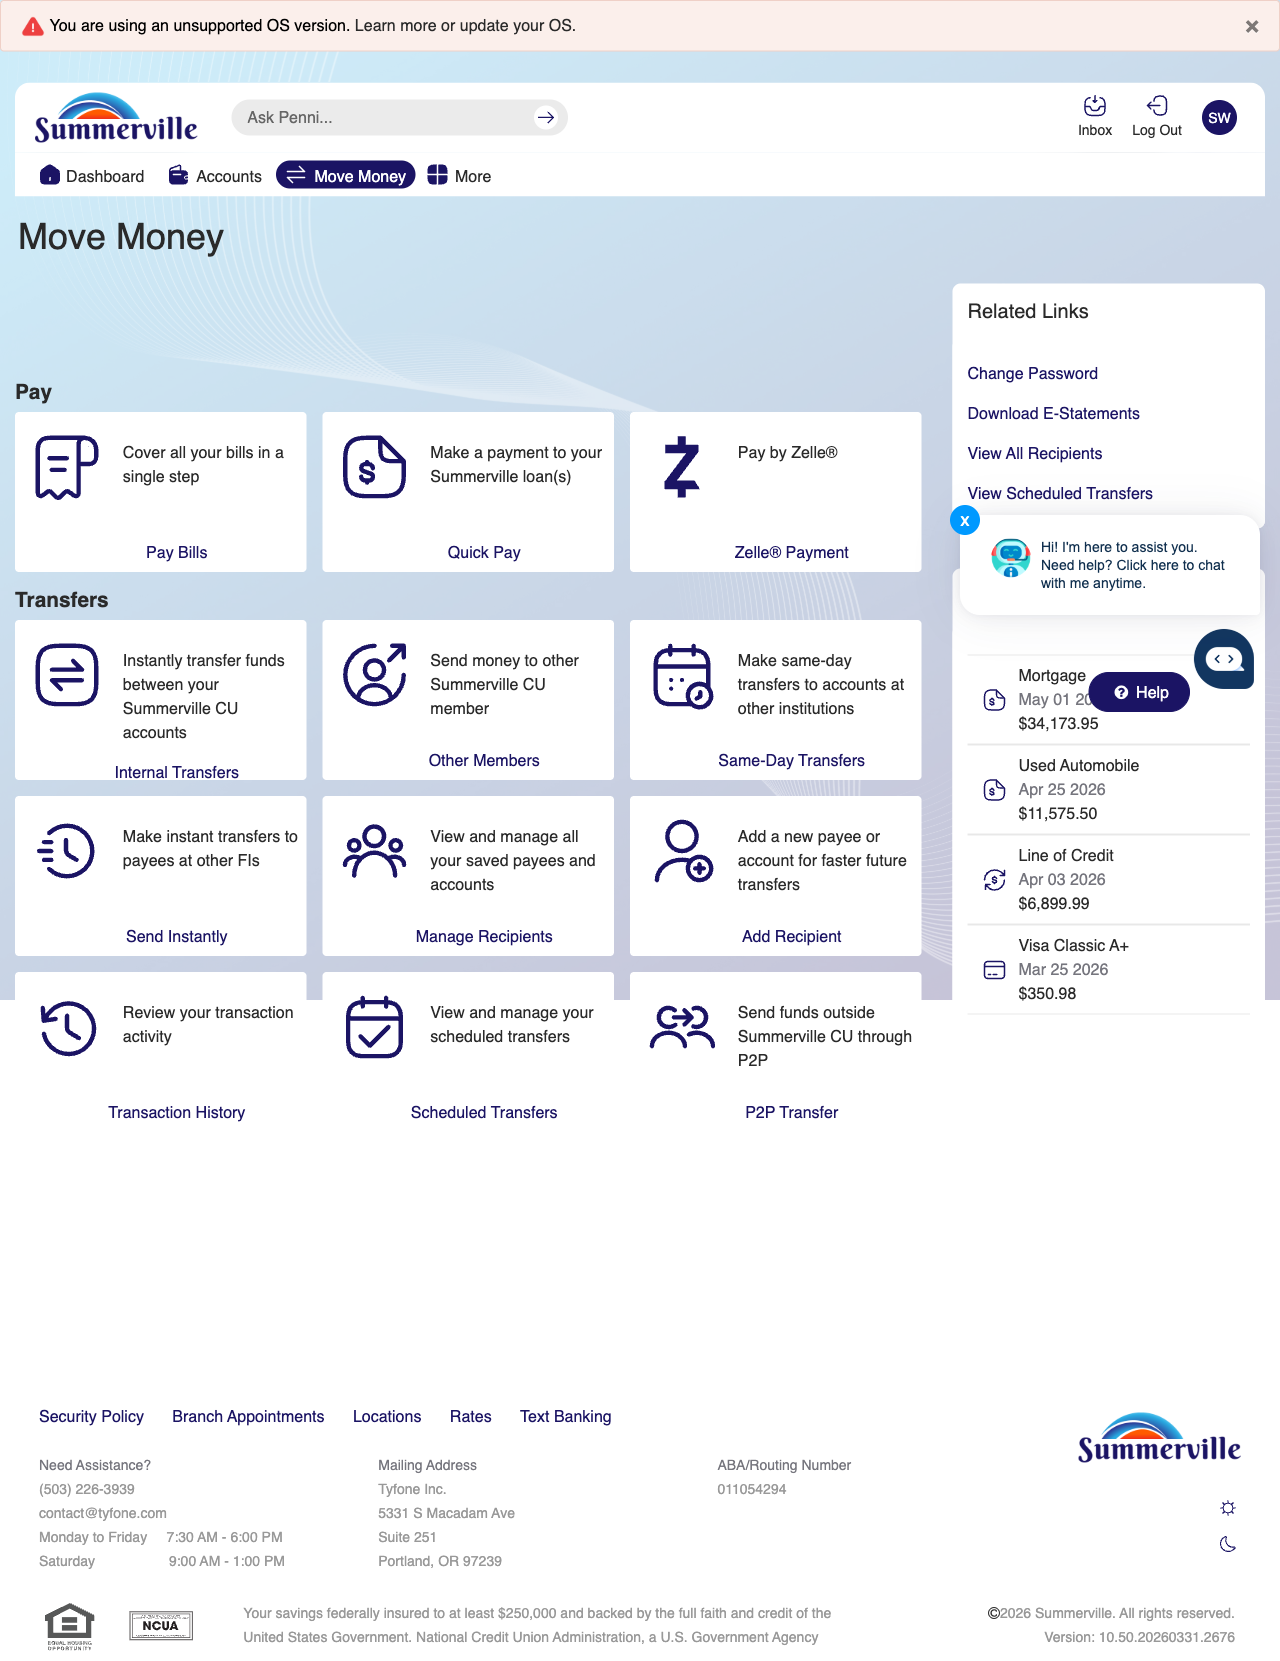 You are using an unsupported OS version. Learn more or update your OS.
×
Summerville
Ask Penni...
Inbox
Log Out
SW
Dashboard
Accounts
Move Money
More
Move Money
Pay
Cover all your bills in a
single step
Pay Bills
Make a payment to your
Summerville loan(s)
Quick Pay
Pay by Zelle®
Zelle® Payment
Transfers
Instantly transfer funds
between your
Summerville CU
accounts
Internal Transfers
Send money to other
Summerville CU
member
Other Members
Make same-day
transfers to accounts at
other institutions
Same-Day Transfers
Make instant transfers to
payees at other FIs
Send Instantly
View and manage all
your saved payees and
accounts
Manage Recipients
Add a new payee or
account for faster future
transfers
Add Recipient
Review your transaction
activity
Transaction History
View and manage your
scheduled transfers
Scheduled Transfers
Send funds outside
Summerville CU through
P2P
P2P Transfer
Related Links
Change Password
Download E-Statements
View All Recipients
View Scheduled Transfers
X
Hi! I'm here to assist you.
Need help? Click here to chat
with me anytime.
Mortgage
May 01 20
$34,173.95
Help
Used Automobile
Apr 25 2026
$11,575.50
Line of Credit
Apr 03 2026
$6,899.99
Visa Classic A+
Mar 25 2026
$350.98
Security Policy
Branch Appointments
Locations
Rates
Text Banking
Summerville
Need Assistance?
(503) 226-3939
contact@tyfone.com
Monday to Friday 7:30 AM - 6:00 PM
Saturday 9:00 AM - 1:00 PM
Mailing Address
Tyfone Inc.
5331 S Macadam Ave
Suite 251
Portland, OR 97239
ABA/Routing Number
011054294
EQUAL HOUSING
OPPORTUNITY
NCUA
Your savings federally insured to at least $250,000 and backed by the full faith and credit of the
United States Government. National Credit Union Administration, a U.S. Government Agency
©2026 Summerville. All rights reserved.
Version: 10.50.20260331.2676